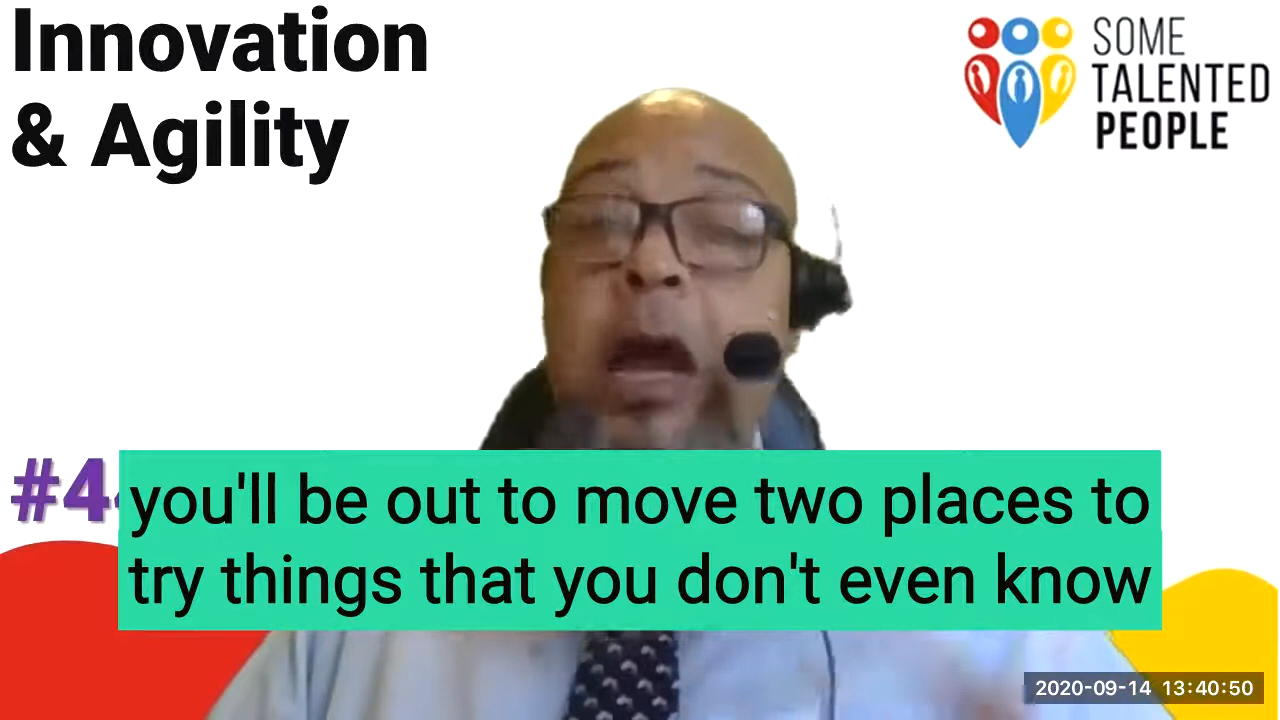 Innovation
& Agility
SOME
TALENTED
PEOPLE
you'll be out to move two places to
try things that you don't even know
2020-09-14 13:40:50